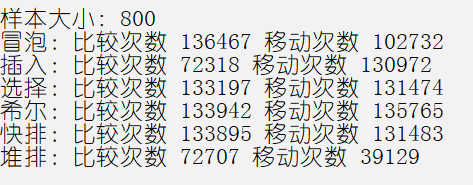 样本大小: 800
冒泡: 比较次数 136467 移动次数 102732
插入: 比较次数 72318 移动次数 130972
选择: 比较次数 133197 移动次数 131474
希尔: 比较次数 133942 移动次数 135765
快排: 比较次数 133895 移动次数 131483
堆排: 比较次数 72707 移动次数 39129